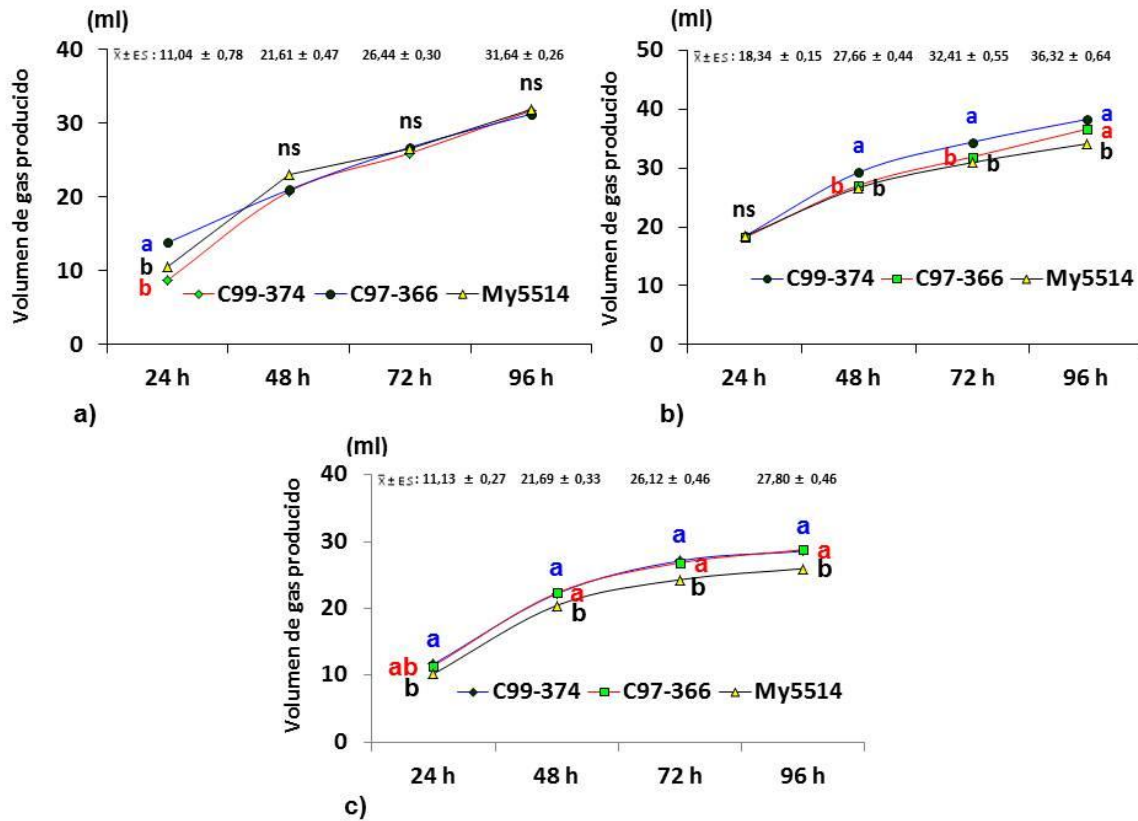 (ml)
Volumen de gas producido
40
30
20
10
0
x̄±ES: 11,04 ± 0,78 21,61 ± 0,47 26,44 ± 0,30 31,64 ± 0,26
ns
ns
ns
a
b
b
C99-374 C97-366 My5514
24 h 48 h 72 h 96 h
a)
(ml)
Volumen de gas producido
50
40
30
20
10
0
x̄±ES: 18,34 ± 0,15 27,66 ± 0,44 32,41 ± 0,55 36,32 ± 0,64
ns
a
b
b
a
b
b
a
a
b
C99-374 C97-366 My5514
24 h 48 h 72 h 96 h
b)
(ml)
Volumen de gas producido
40
30
20
10
0
x̄±ES: 11,13 ± 0,27 21,69 ± 0,33 26,12 ± 0,46 27,80 ± 0,46
a
ab
b
a
a
b
a
a
b
a
a
b
C99-374 C97-366 My5514
24 h 48 h 72 h 96 h
c)